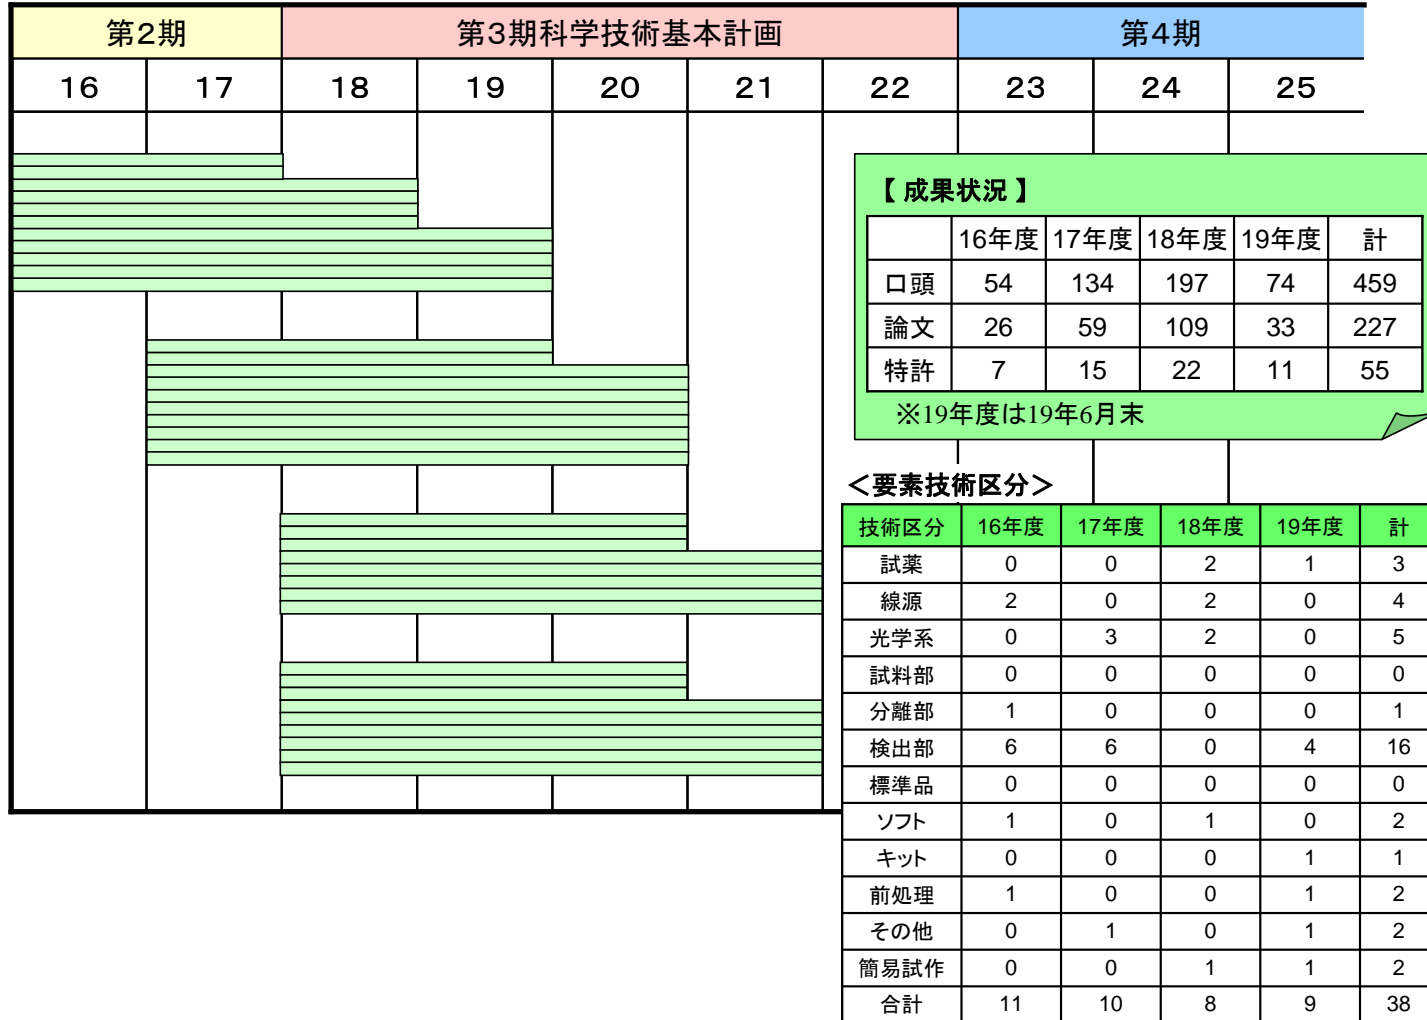 第2期 第3期科学技術基本計画 第4期
16 17 18 19 20 21 22 23 24 25
【 成果状況 】
16年度 17年度 18年度 19年度 計
口頭 54 134 197 74 459
論文 26 59 109 33 227
特許 7 15 22 11 55
※19年度は19年6月末
＜要素技術区分＞
技術区分 16年度 17年度 18年度 19年度 計
試薬 0 0 2 1 3
線源 2 0 2 0 4
光学系 0 3 2 0 5
試料部 0 0 0 0 0
分離部 1 0 0 0 1
検出部 6 6 0 4 16
標準品 0 0 0 0 0
ソフト 1 0 1 0 2
キット 0 0 0 1 1
前処理 1 0 0 1 2
その他 0 1 0 1 2
簡易試作 0 0 1 1 2
合計 11 10 8 9 38